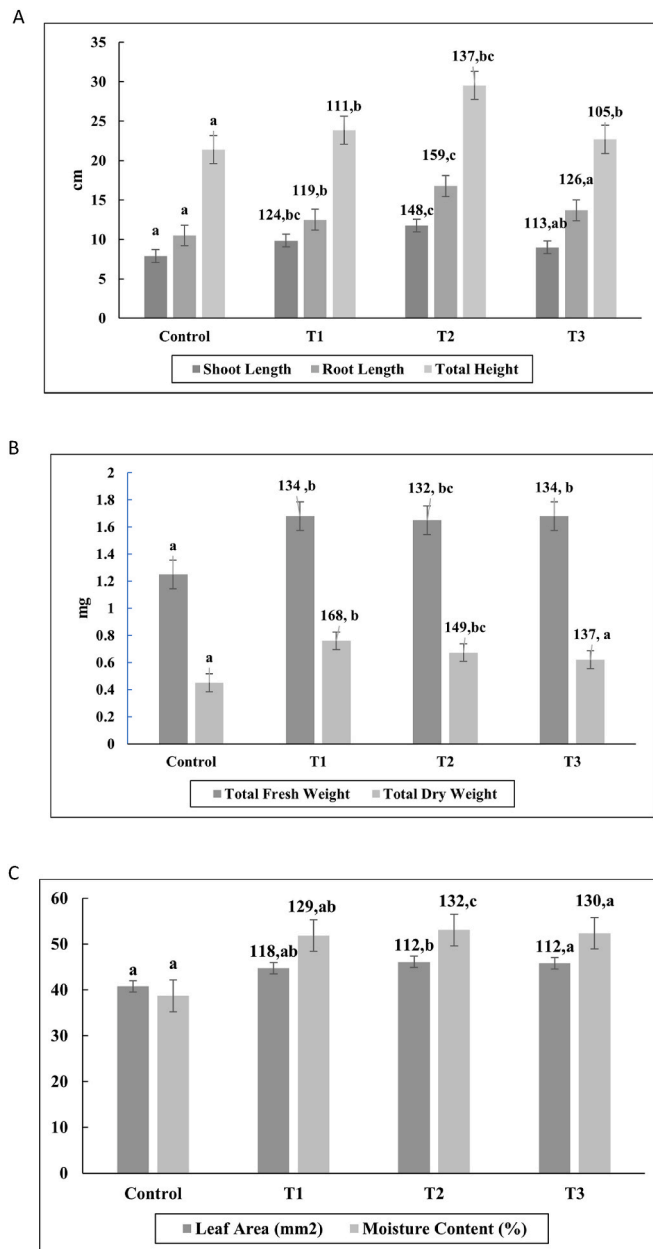 A
35
30
25
20
15
10
5
0
cm
a
a
a
124,bc
119,b
111,b
148,c
159,c
137,bc
113,ab
126,a
105,b
Control T1 T2 T3
Shoot Length Root Length Total Height
B
2
1.8
1.6
1.4
1.2
1
0.8
0.6
0.4
0.2
0
mg
a
a
134 ,b
168, b
132, bc
149,bc
134, b
137, a
Control T1 T2 T3
Total Fresh Weight Total Dry Weight
C
60
50
40
30
20
10
0
a
a
118,ab
129,ab
112,b
132,c
112,a
130,a
Control T1 T2 T3
Leaf Area (mm2) Moisture Content (%)